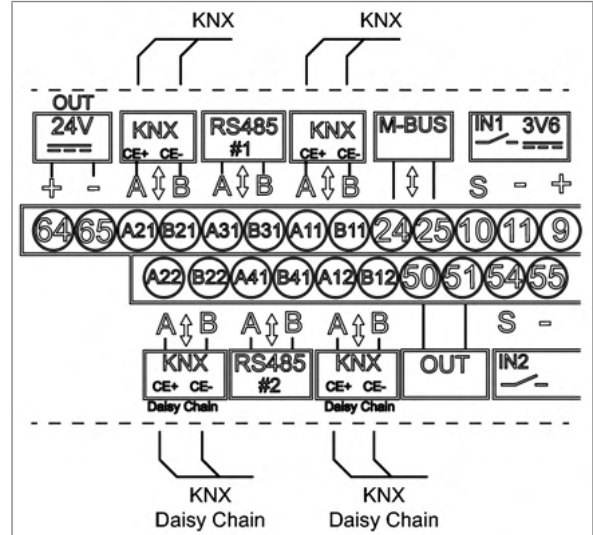 KNX KNX
OUT
24V KNX RS485 KNX M-BUS IN1 3V6
CE+ CE- #1 CE+ CE-
+ - A B A B A B S - +
64 65 A21 B21 A31 B31 A11 B11 24 25 10 11 9
A22 B22 A41 B41 A12 B12 50 51 54 55
A B A B A B S -
KNX RS485 KNX OUT IN2
CE+ CE- #2 CE+ CE-
Daisy Chain Daisy Chain
KNX KNX
Daisy Chain Daisy Chain